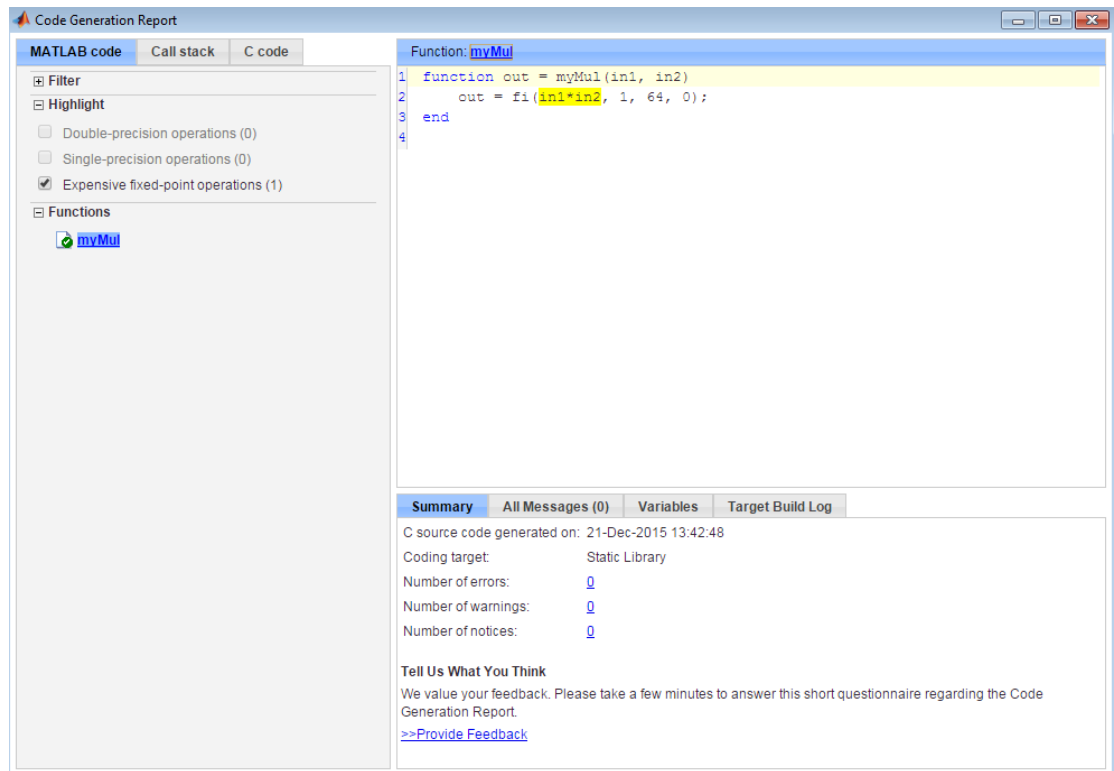 Code Generation Report
MATLAB code Call stack C code
Filter
Highlight
Double-precision operations (0)
Single-precision operations (0)
Expensive fixed-point operations (1)
Functions
myMul
Function: myMul
1 function out = myMul(in1, in2)
2 out = fi(in1*in2, 1, 64, 0);
3 end
4
Summary All Messages (0) Variables Target Build Log
C source code generated on: 21-Dec-2015 13:42:48
Coding target: Static Library
Number of errors: 0
Number of warnings: 0
Number of notices: 0
Tell Us What You Think
We value your feedback. Please take a few minutes to answer this short questionnaire regarding the Code
Generation Report.
>>Provide Feedback